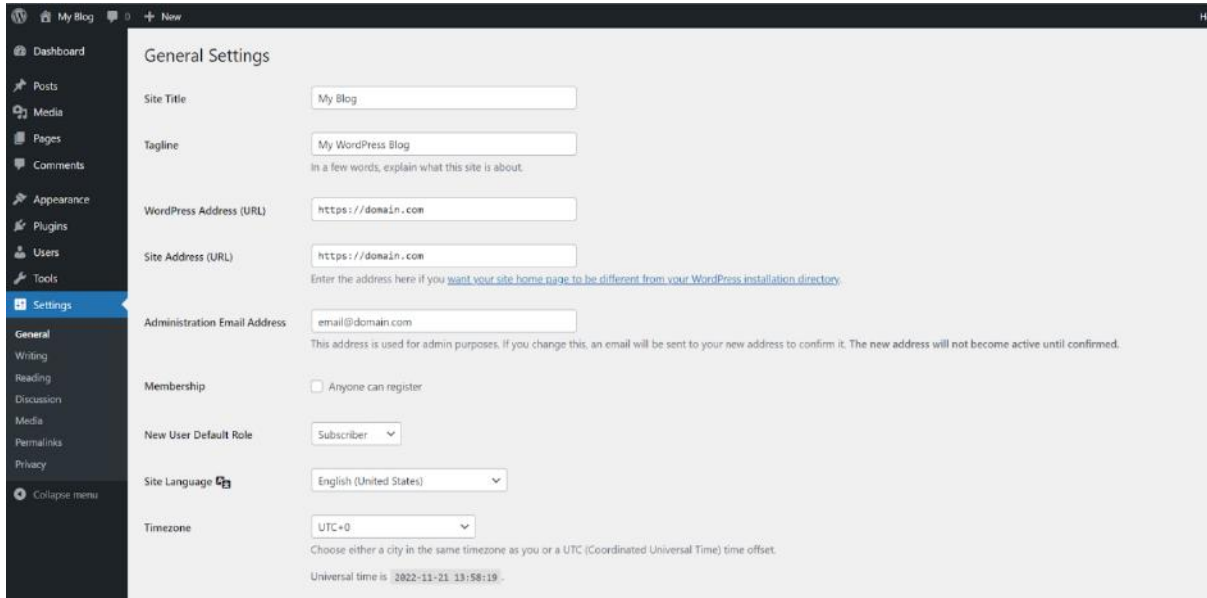 My Blog 0 + New H
Dashboard
Posts
Media
Pages
Comments
Appearance
Plugins
Users
Tools
Settings
General
Writing
Reading
Discussion
Media
Permalinks
Privacy
Collapse menu
General Settings
Site Title My Blog
Tagline My WordPress Blog
In a few words, explain what this site is about.
WordPress Address (URL) https://domain.com
Site Address (URL) https://domain.com
Enter the address here if you want your site home page to be different from your WordPress installation directory.
Administration Email Address email@domain.com
This address is used for admin purposes. If you change this, an email will be sent to your new address to confirm it. The new address will not become active until confirmed.
Membership Anyone can register
New User Default Role Subscriber
Site Language English (United States)
Timezone UTC+0
Choose either a city in the same timezone as you or a UTC (Coordinated Universal Time) time offset.
Universal time is 2022-11-21 13:58:19 .